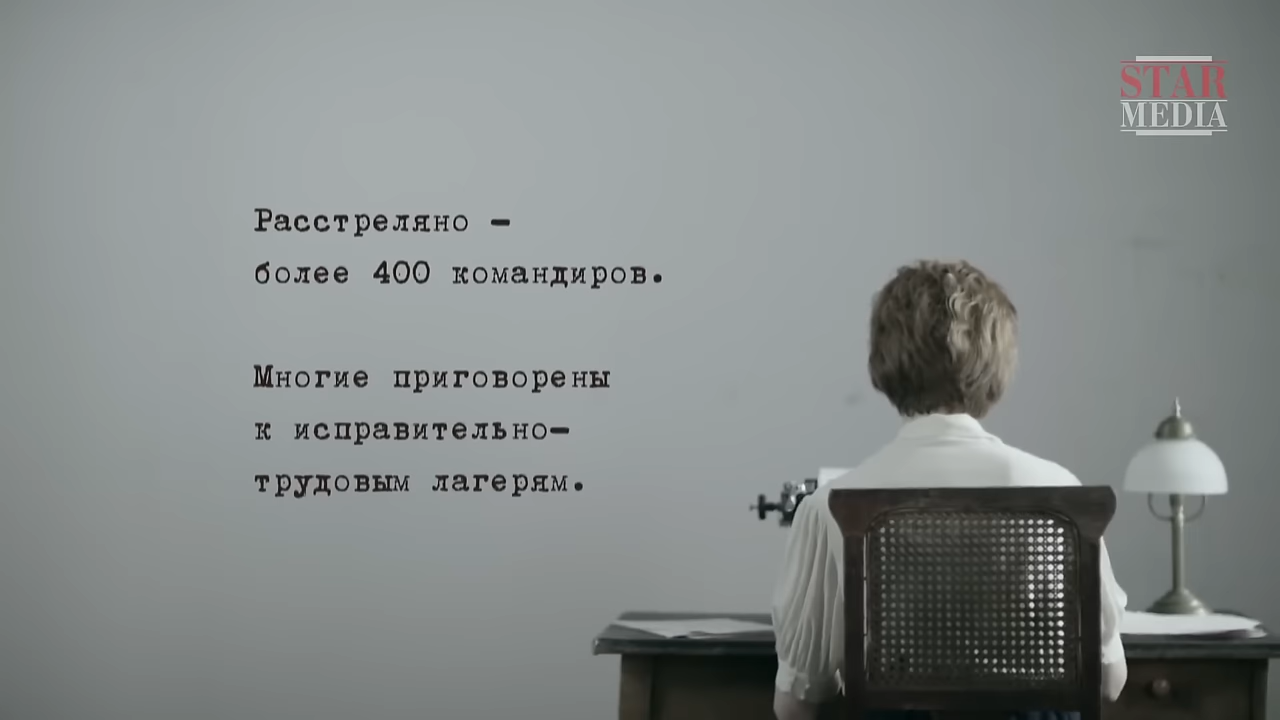 STAR
MEDIA
Расстреляно –
более 400 командиров.
Многие приговорены
к исправительно-
трудовым лагерям.